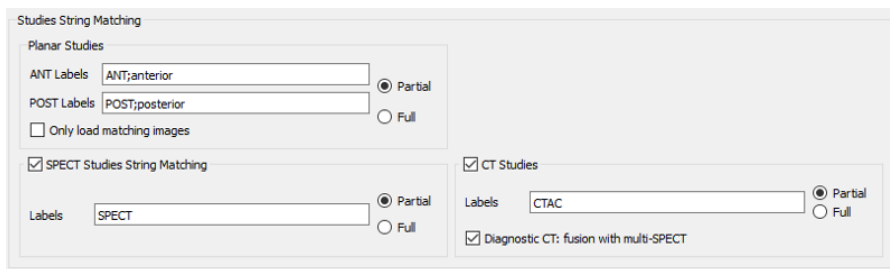 Studies String Matching
Planar Studies
ANT Labels ANT;anterior
Partial
POST Labels POST;posterior
Full
Only load matching images
SPECT Studies String Matching
Labels SPECT
Partial
Full
CT Studies
Labels CTAC
Partial
Full
Diagnostic CT: fusion with multi-SPECT